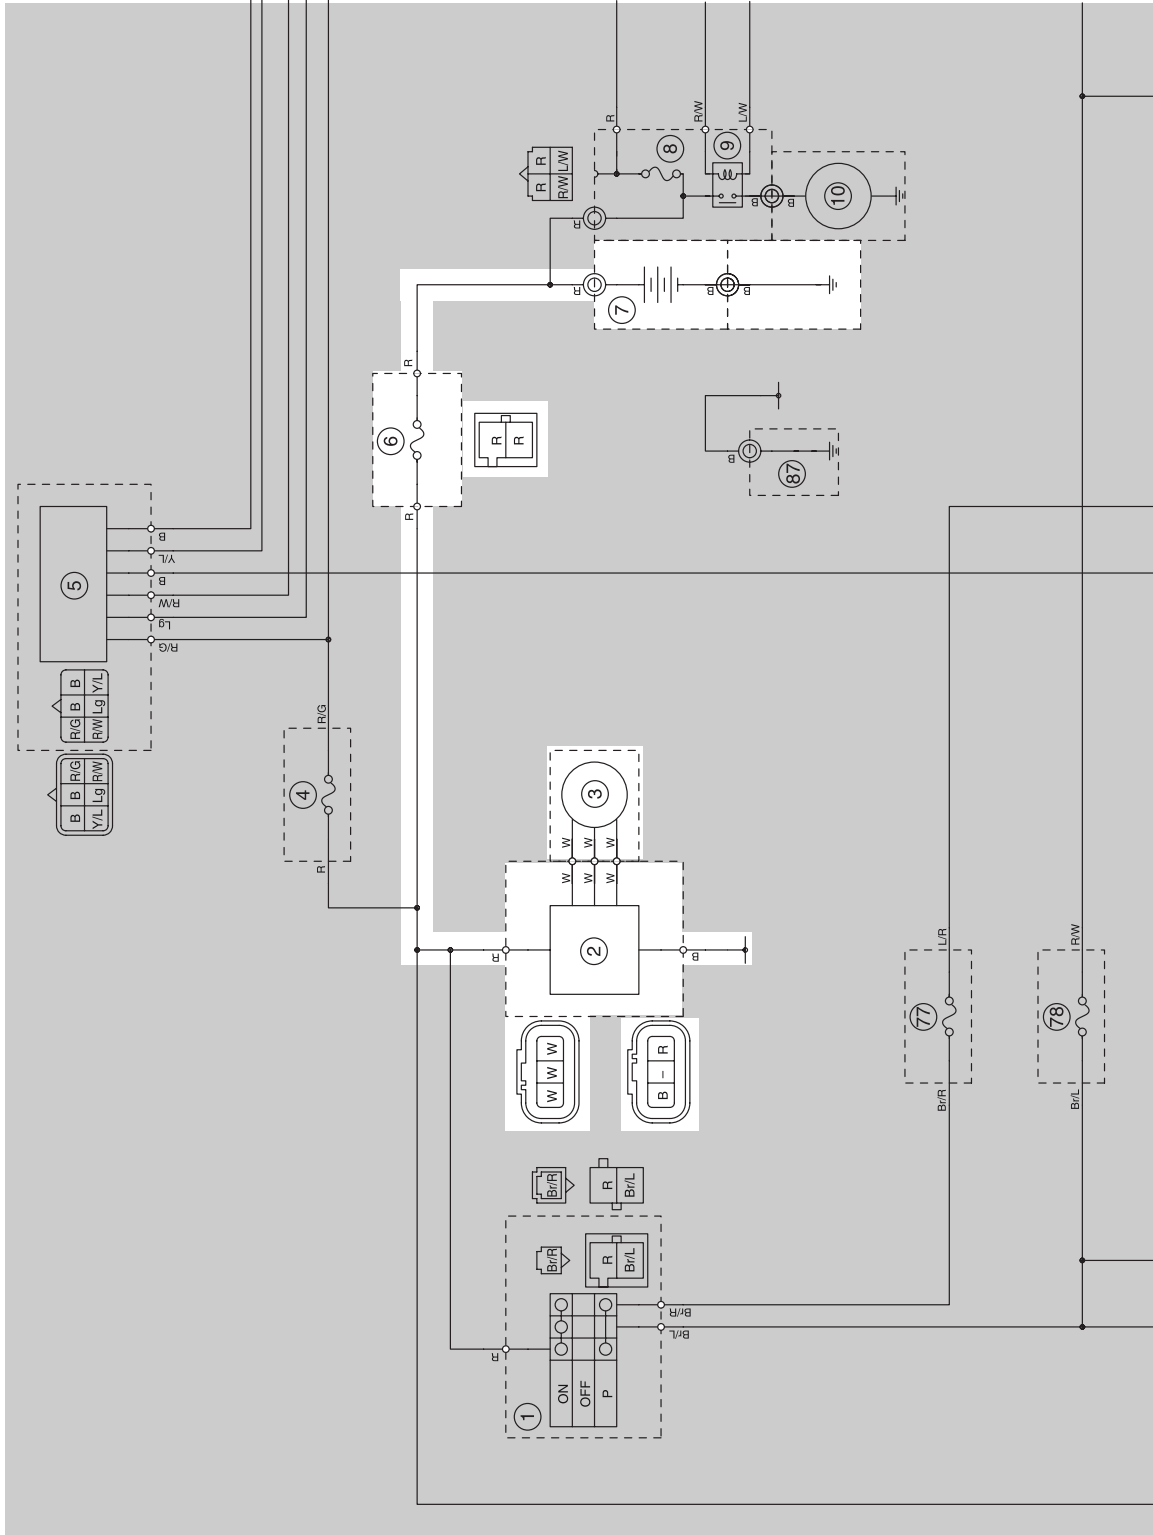 R
R/W
L/W
R R
R/W L/W
8
9
B
B
10
R
R
7
B
B
R
6
R
R
R
B
87
5
B
Y/L
B
R/W
Lg
R/G
R/G B B
R/W Lg Y/L
B B R/G
Y/L Lg R/W
R/G
4
R
3
W
W
W
W
W
W
2
R
B
W W W
B – R
L/R
77
Br/R
R/W
78
Br/L
Br/R
R
Br/L
Br/R
R
Br/L
Br/R
Br/L
R
ON
OFF
P
1